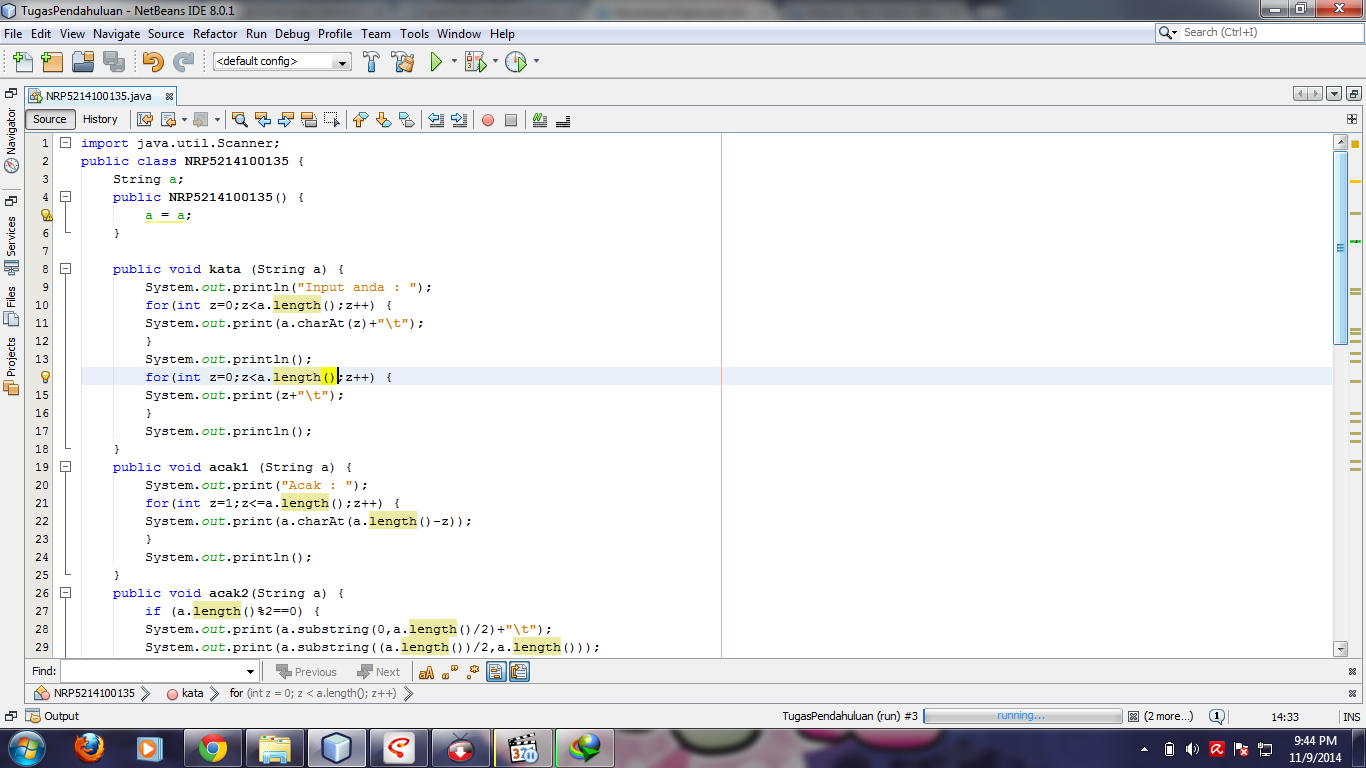 TugasPendahuluan - NetBeans IDE 8.0.1
File Edit View Navigate Source Refactor Run Debug Profile Team Tools Window Help
Search (Ctrl+I)
<default config>
NRP5214100135.java
Source History
Navigator
Services
Files
Projects
1 import java.util.Scanner;
2 public class NRP5214100135 {
3 String a;
4 public NRP5214100135() {
a = a;
6 }
7
8 public void kata (String a) {
9 System.out.println("Input anda : ");
10 for(int z=0;z<a.length();z++) {
11 System.out.print(a.charAt(z)+"\t");
12 }
13 System.out.println();
for(int z=0;z<a.length();z++) {
15 System.out.print(z+"\t");
16 }
17 System.out.println();
18 }
19 public void acak1 (String a) {
20 System.out.print("Acak : ");
21 for(int z=1;z<=a.length();z++) {
22 System.out.print(a.charAt(a.length()-z));
23 }
24 System.out.println();
25 }
26 public void acak2(String a) {
27 if (a.length()%2==0) {
28 System.out.print(a.substring(0,a.length()/2)+"\t");
29 System.out.print(a.substring((a.length())/2,a.length()));
Find: Previous Next
NRP5214100135 kata for (int z = 0; z < a.length(); z++)
Output TugasPendahuluan (run) #3 running... (2 more...) 1 14:33 INS
9:44 PM
11/9/2014